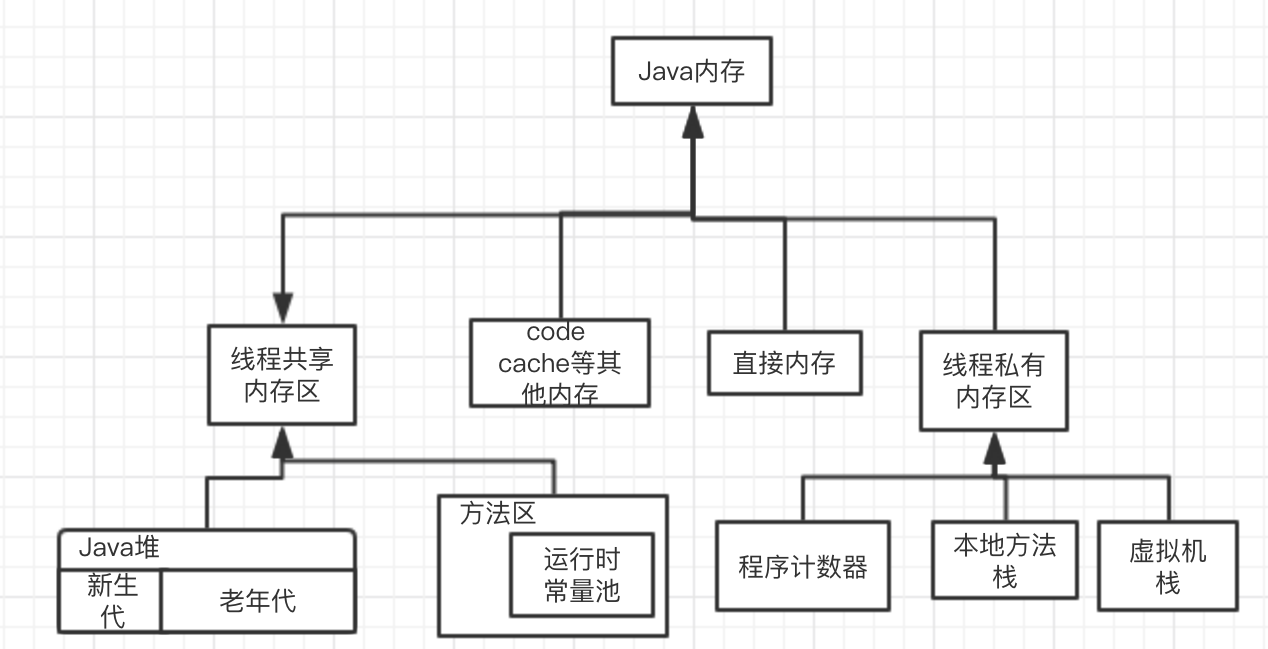 Java内存
线程共享
内存区
code
cache等其
他内存
直接内存
线程私有
内存区
Java堆
新生
代
老年代
方法区
运行时
常量池
程序计数器
本地方法
栈
虚拟机
栈